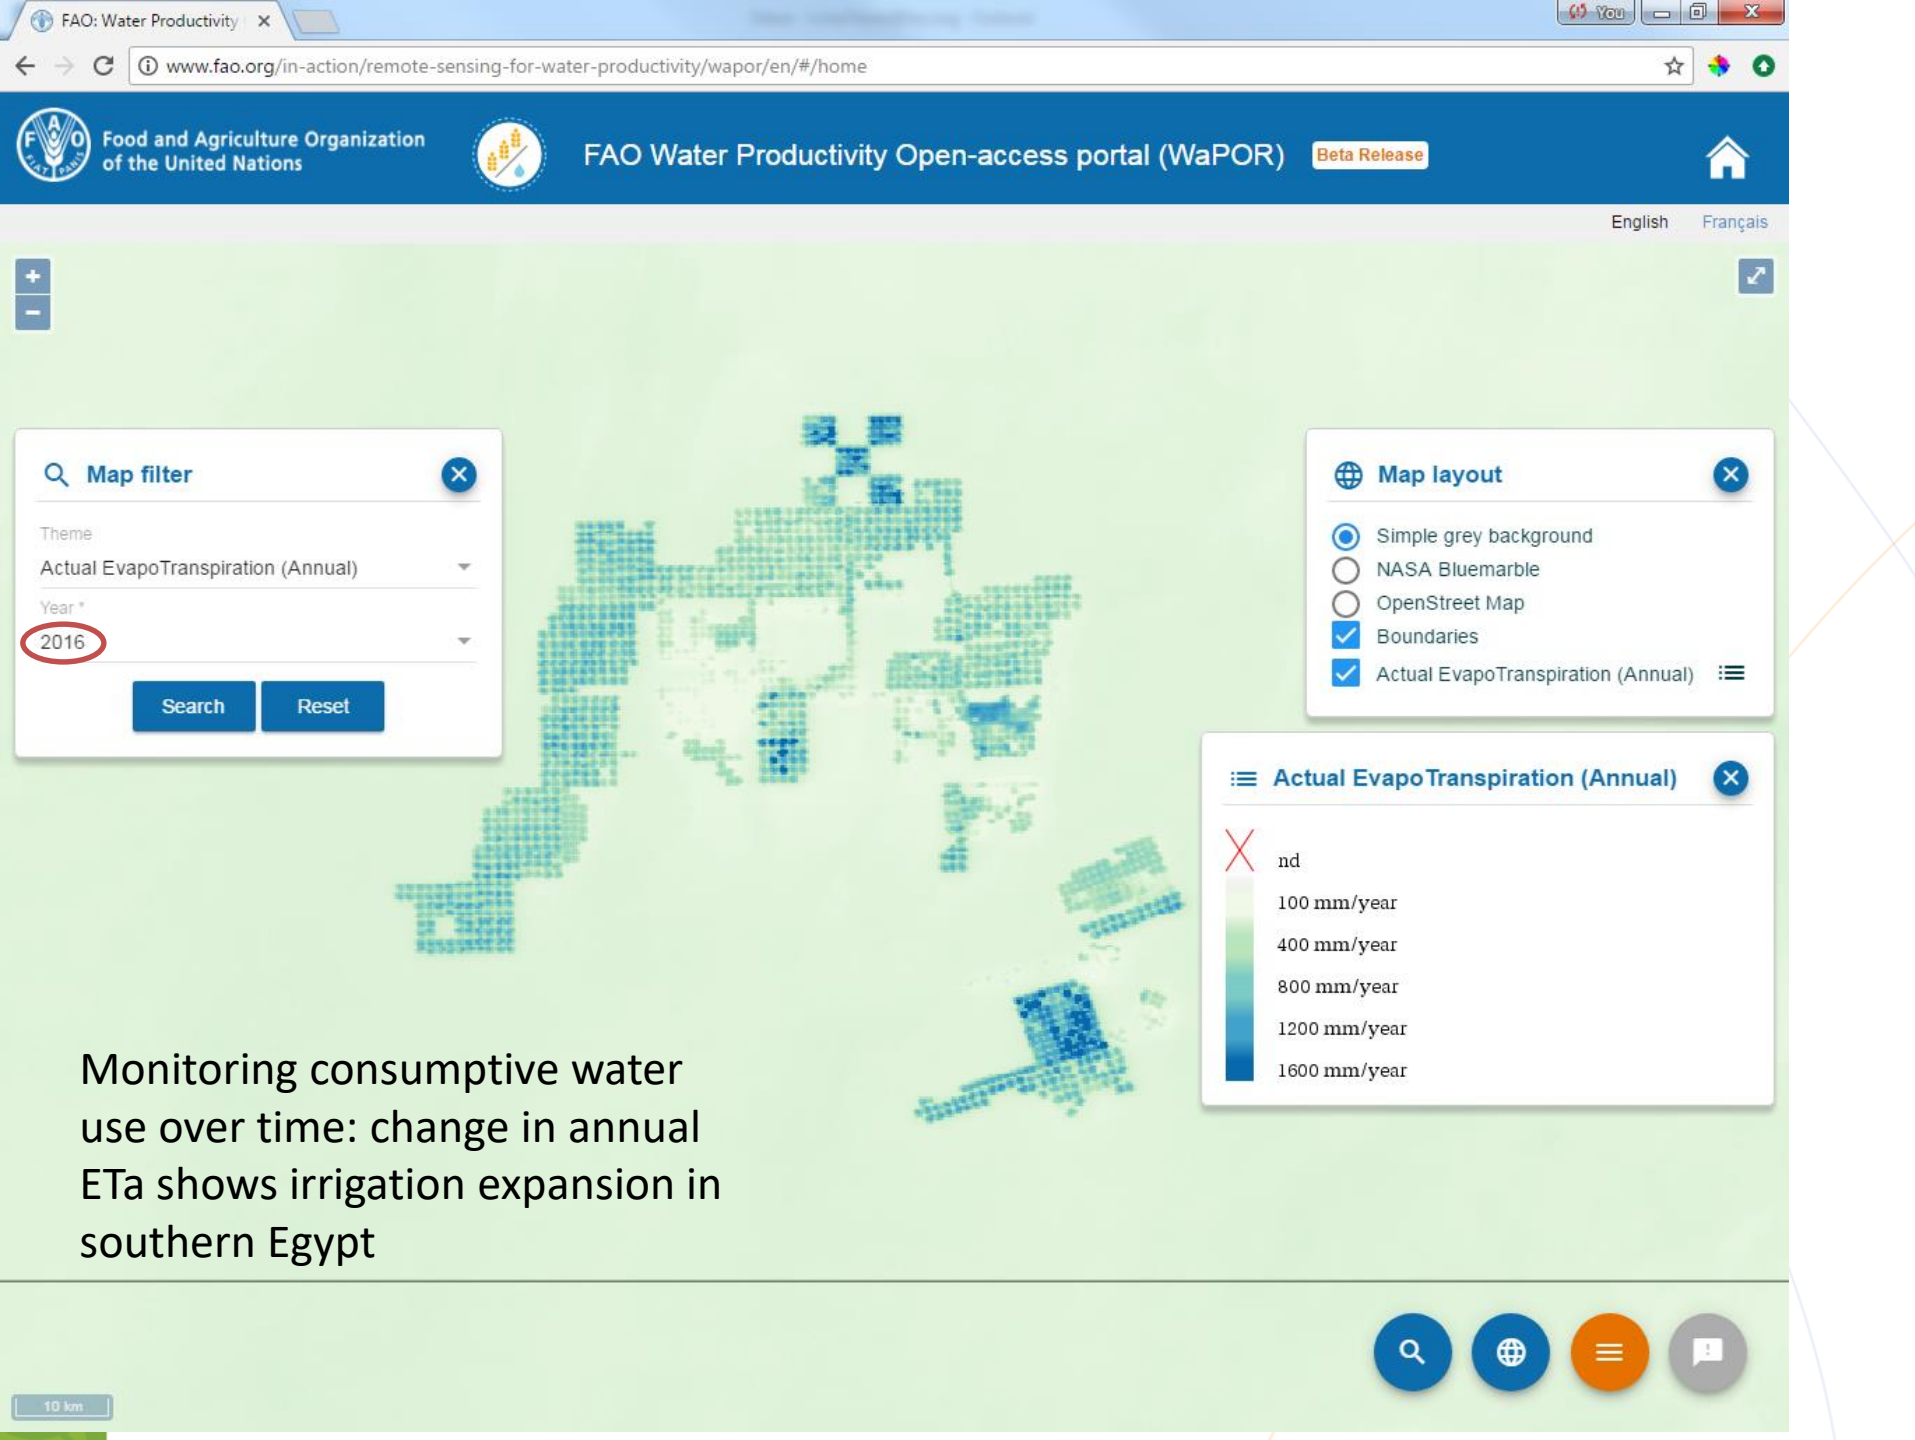 FAO: Water Productivity
You
www.fao.org/in-action/remote-sensing-for-water-productivity/wapor/en/#/home
FAO
FIAT PANIS
Food and Agriculture Organization
of the United Nations
FAO Water Productivity Open-access portal (WaPOR)
Beta Release
English Français
Map filter
Theme
Actual EvapoTranspiration (Annual)
Year *
2016
Search Reset
Map layout
Simple grey background
NASA Bluemarble
OpenStreet Map
Boundaries
Actual EvapoTranspiration (Annual)
Actual EvapoTranspiration (Annual)
nd
100 mm/year
400 mm/year
800 mm/year
1200 mm/year
1600 mm/year
Monitoring consumptive water
use over time: change in annual
ETa shows irrigation expansion in
southern Egypt
10 km